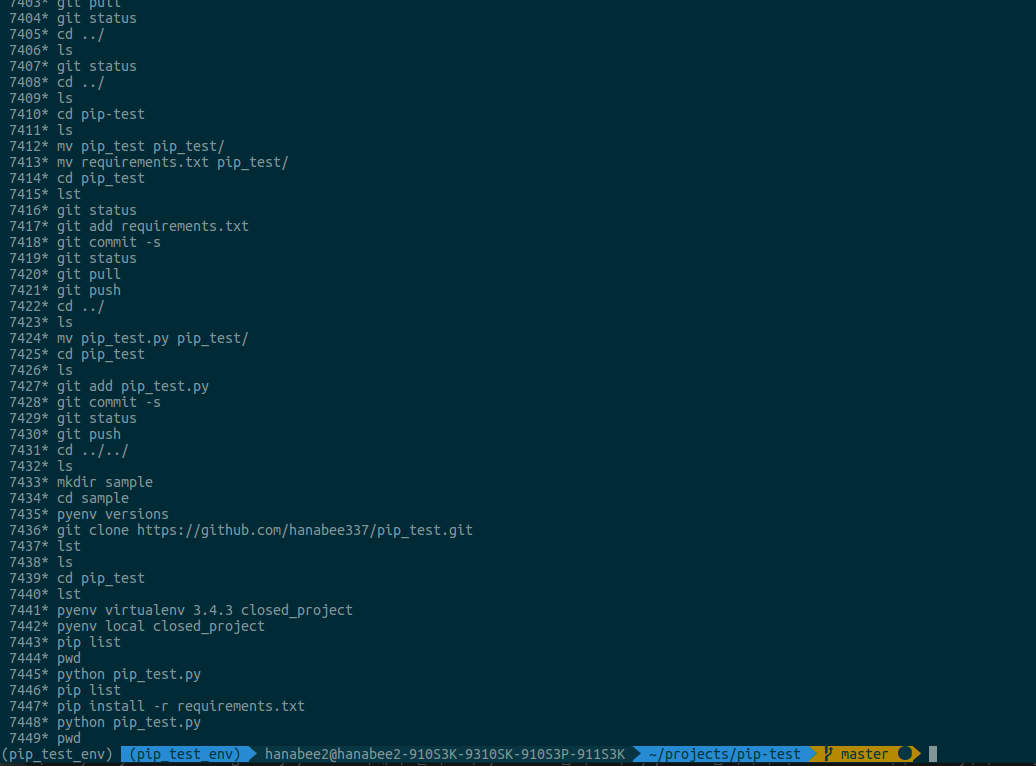 7403* git pull
7404* git status
7405* cd ../
7406* ls
7407* git status
7408* cd ../
7409* ls
7410* cd pip-test
7411* ls
7412* mv pip_test pip_test/
7413* mv requirements.txt pip_test/
7414* cd pip_test
7415* lst
7416* git status
7417* git add requirements.txt
7418* git commit -s
7419* git status
7420* git pull
7421* git push
7422* cd ../
7423* ls
7424* mv pip_test.py pip_test/
7425* cd pip_test
7426* ls
7427* git add pip_test.py
7428* git commit -s
7429* git status
7430* git push
7431* cd ../../
7432* ls
7433* mkdir sample
7434* cd sample
7435* pyenv versions
7436* git clone https://github.com/hanabee337/pip_test.git
7437* lst
7438* ls
7439* cd pip_test
7440* lst
7441* pyenv virtualenv 3.4.3 closed_project
7442* pyenv local closed_project
7443* pip list
7444* pwd
7445* python pip_test.py
7446* pip list
7447* pip install -r requirements.txt
7448* python pip_test.py
7449* pwd
(pip_test_env) (pip_test_env) hanabee2@hanabee2-910S3K-9310SK-910S3P-911S3K ~/projects/pip-test master